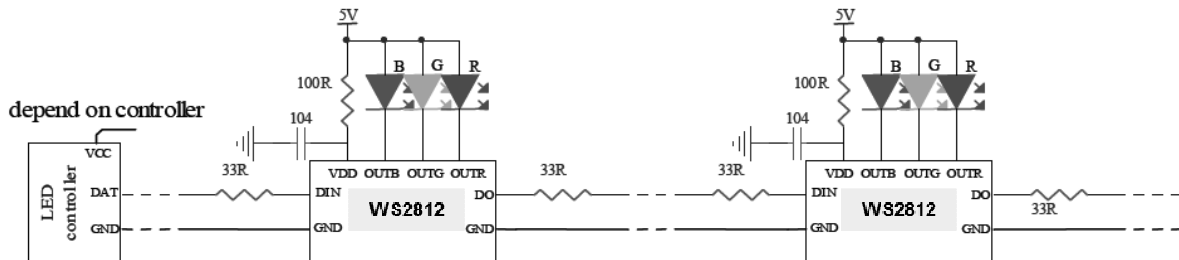 5V
5V
B G R
B G R
100R
100R
depend on controller
104
104
VCC
33R
33R
33R
VDD OUTB OUTG OUTR
VDD OUTB OUTG OUTR
DAT
DIN
DO
DIN
DO
LED
controller
WS2812
WS2812
33R
GND
GND
GND
GND
GND